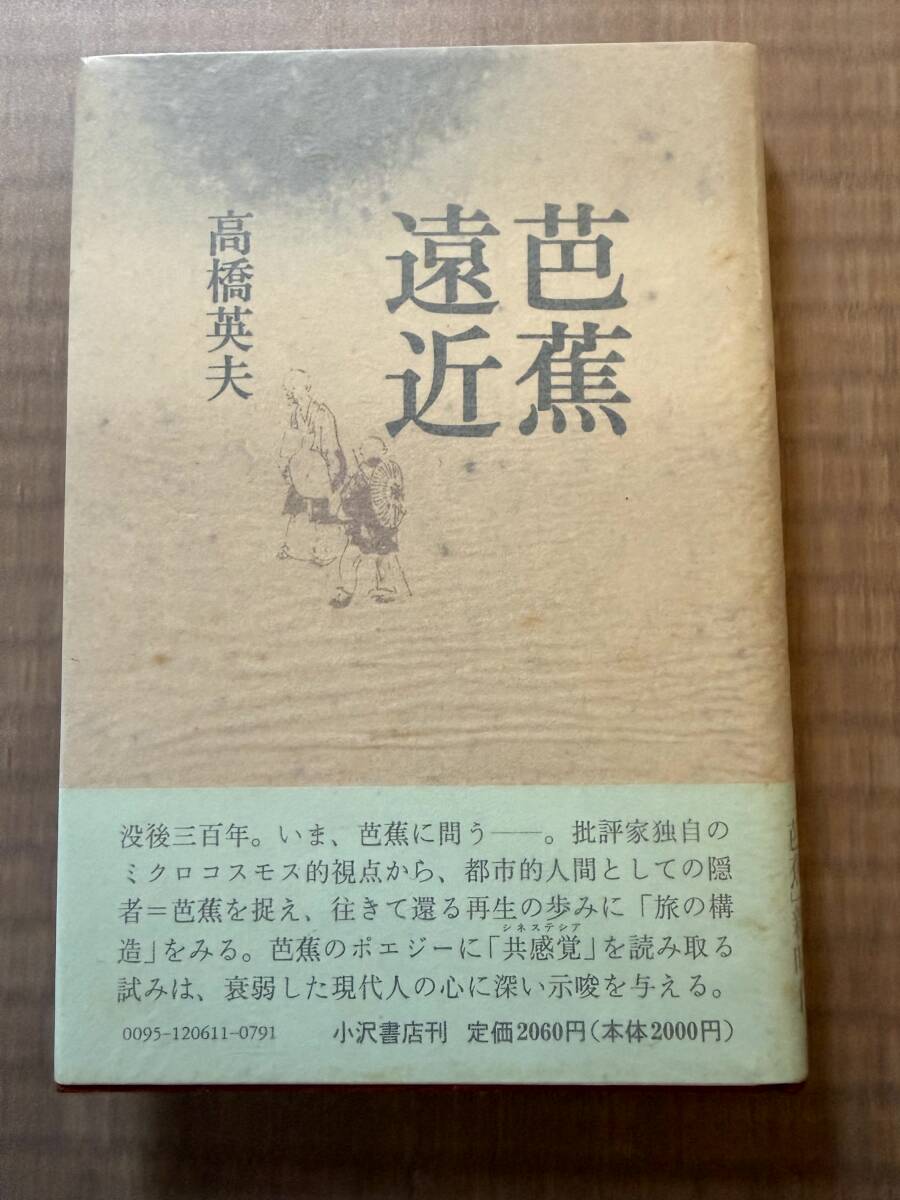 芭蕉
遠近
高橋英夫
没後三百年。いま、芭蕉に問う──。批評家独自の
ミクロコスモス的視点から、都市的人間としての隠
者＝芭蕉を捉え、往きて還る再生の歩みに「旅の構
シネステシア
造」をみる。芭蕉のポエジーに「共感覚」を読み取る
試みは、衰弱した現代人の心に深い示唆を与える。
0095-120611-0791 小沢書店刊 定価2060円(本体2000円)